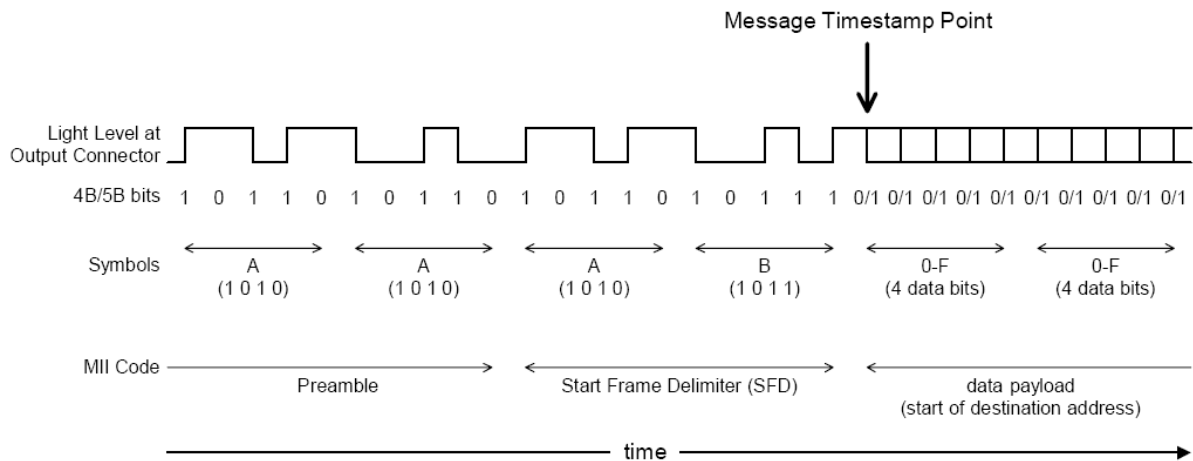 Message Timestamp Point
Light Level at
Output Connector
4B/5B bits 1 0 1 1 0 1 0 1 1 0 1 0 1 1 0 1 0 1 1 1 0/1 0/1 0/1 0/1 0/1 0/1 0/1 0/1 0/1 0/1
Symbols A A A B 0-F 0-F
(1 0 1 0) (1 0 1 0) (1 0 1 0) (1 0 1 1) (4 data bits) (4 data bits)
MII Code
Preamble Start Frame Delimiter (SFD) data payload
(start of destination address)
time